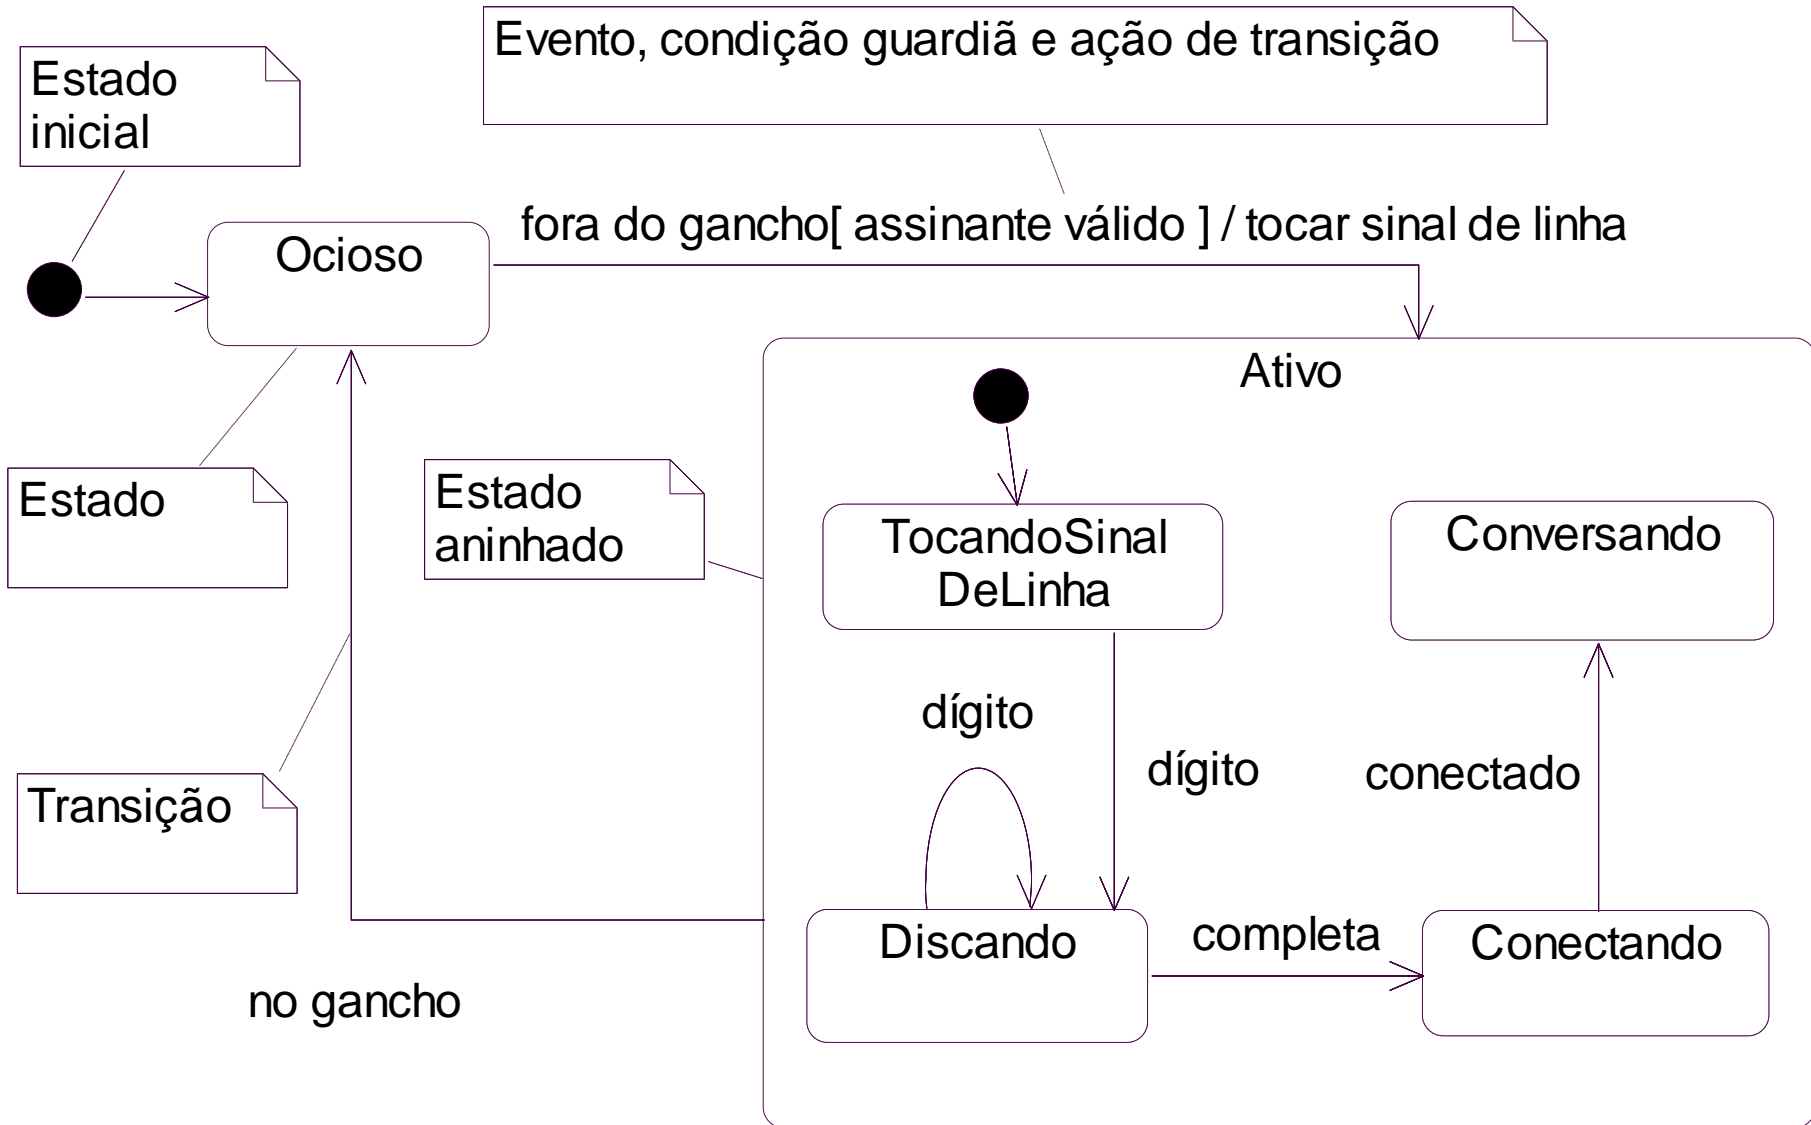 Evento, condição guardiã e ação de transição
Estado
inicial
fora do gancho[ assinante válido ] / tocar sinal de linha
Ocioso
Ativo
Estado
Estado
aninhado
TocandoSinal
DeLinha
Conversando
dígito
dígito
conectado
Transição
Discando
completa
Conectando
no gancho